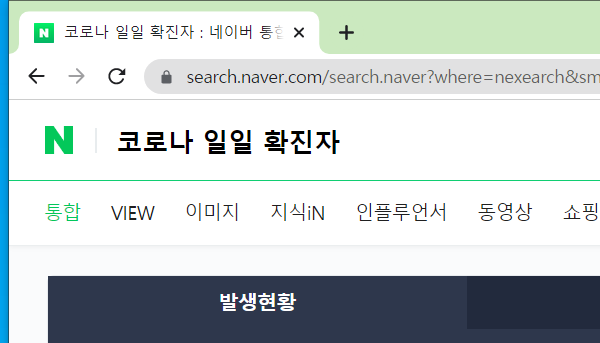 코로나 일일 확진자 : 네이버 통합
search.naver.com/search.naver?where=nexearch&sm
N 코로나 일일 확진자
통합 VIEW 이미지 지식iN 인플루언서 동영상 쇼핑
발생현황